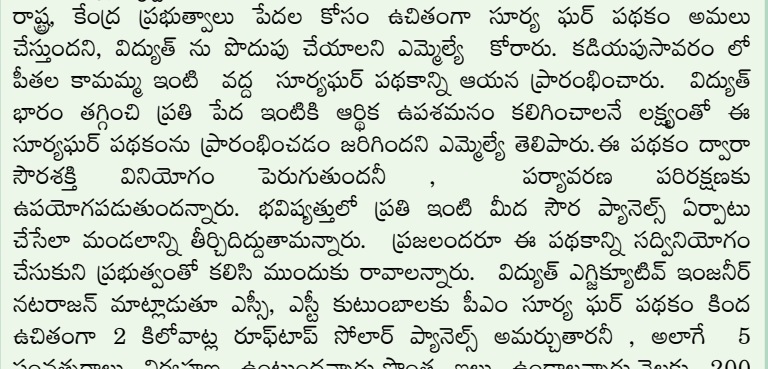 రాష్ట్ర, కేంద్ర ప్రభుత్వాలు పేదల కోసం ఉచితంగా సూర్య ఘర్ పథకం అమలు
చేస్తుందని, విద్యుత్ ను పొదుపు చేయాలని ఎమ్మెల్యే కోరారు. కడియపుసావరం లో
పీతల కామమ్మ ఇంటి వద్ద సూర్యఘర్ పథకాన్ని ఆయన ప్రారంభించారు. విద్యుత్
భారం తగ్గించి ప్రతి పేద ఇంటికి ఆర్థిక ఉపశమనం కలిగించాలనే లక్ష్యంతో ఈ
సూర్యఘర్ పథకంను ప్రారంభించడం జరిగిందని ఎమ్మెల్యే తెలిపారు.ఈ పథకం ద్వారా
సౌరశక్తి వినియోగం పెరుగుతుందనీ , పర్యావరణ పరిరక్షణకు
ఉపయోగపడుతుందన్నారు. భవిష్యత్తులో ప్రతి ఇంటి మీద సౌర ప్యానెల్స్ ఏర్పాటు
చేసేలా మండలాన్ని తీర్చిదిద్దుతామన్నారు. ప్రజలందరూ ఈ పథకాన్ని సద్వినియోగం
చేసుకుని ప్రభుత్వంతో కలిసి ముందుకు రావాలన్నారు. విద్యుత్ ఎగ్జిక్యూటివ్ ఇంజనీర్
నటరాజన్ మాట్లాడుతూ ఎస్సీ, ఎస్టీ కుటుంబాలకు పీఎం సూర్య ఘర్ పథకం కింద
ఉచితంగా 2 కిలోవాట్ల రూఫ్‌టాప్ సోలార్ ప్యానెల్స్ అమర్చుతారనీ , అలాగే 5